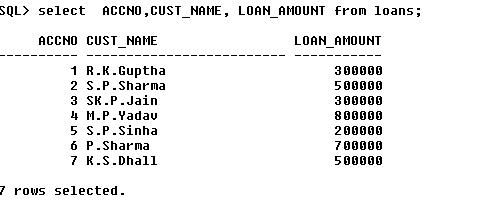 SQL> select  ACCNO,CUST_NAME, LOAN_AMOUNT from loans;
ACCNO CUST_NAME LOAN_AMOUNT
---------- ------------------------- -----------
1 R.K.Guptha 300000
2 S.P.Sharma 500000
3 SK.P.Jain 300000
4 M.P.Yadav 800000
5 S.P.Sinha 200000
6 P.Sharma 700000
7 K.S.Dhall 500000
7 rows selected.